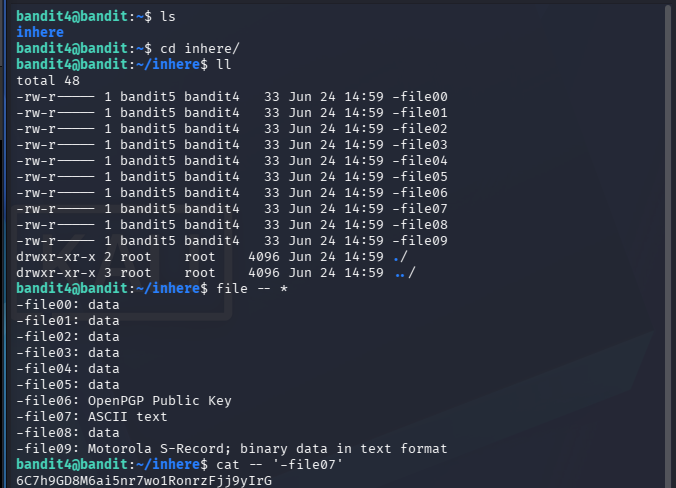 bandit4@bandit:~$ ls
inhere
bandit4@bandit:~$ cd inhere/
bandit4@bandit:~/inhere$ ll
total 48
-rw-r----- 1 bandit5 bandit4   33 Jun 24 14:59 -file00
-rw-r----- 1 bandit5 bandit4   33 Jun 24 14:59 -file01
-rw-r----- 1 bandit5 bandit4   33 Jun 24 14:59 -file02
-rw-r----- 1 bandit5 bandit4   33 Jun 24 14:59 -file03
-rw-r----- 1 bandit5 bandit4   33 Jun 24 14:59 -file04
-rw-r----- 1 bandit5 bandit4   33 Jun 24 14:59 -file05
-rw-r----- 1 bandit5 bandit4   33 Jun 24 14:59 -file06
-rw-r----- 1 bandit5 bandit4   33 Jun 24 14:59 -file07
-rw-r----- 1 bandit5 bandit4   33 Jun 24 14:59 -file08
-rw-r----- 1 bandit5 bandit4   33 Jun 24 14:59 -file09
drwxr-xr-x 2 root    root    4096 Jun 24 14:59 ./
drwxr-xr-x 3 root    root    4096 Jun 24 14:59 ../
bandit4@bandit:~/inhere$ file -- *
-file00: data
-file01: data
-file02: data
-file03: data
-file04: data
-file05: data
-file06: OpenPGP Public Key
-file07: ASCII text
-file08: data
-file09: Motorola S-Record; binary data in text format
bandit4@bandit:~/inhere$ cat -- '-file07'
6C7h9GD8M6ai5nr7wo1RonrzFjj9yIrG